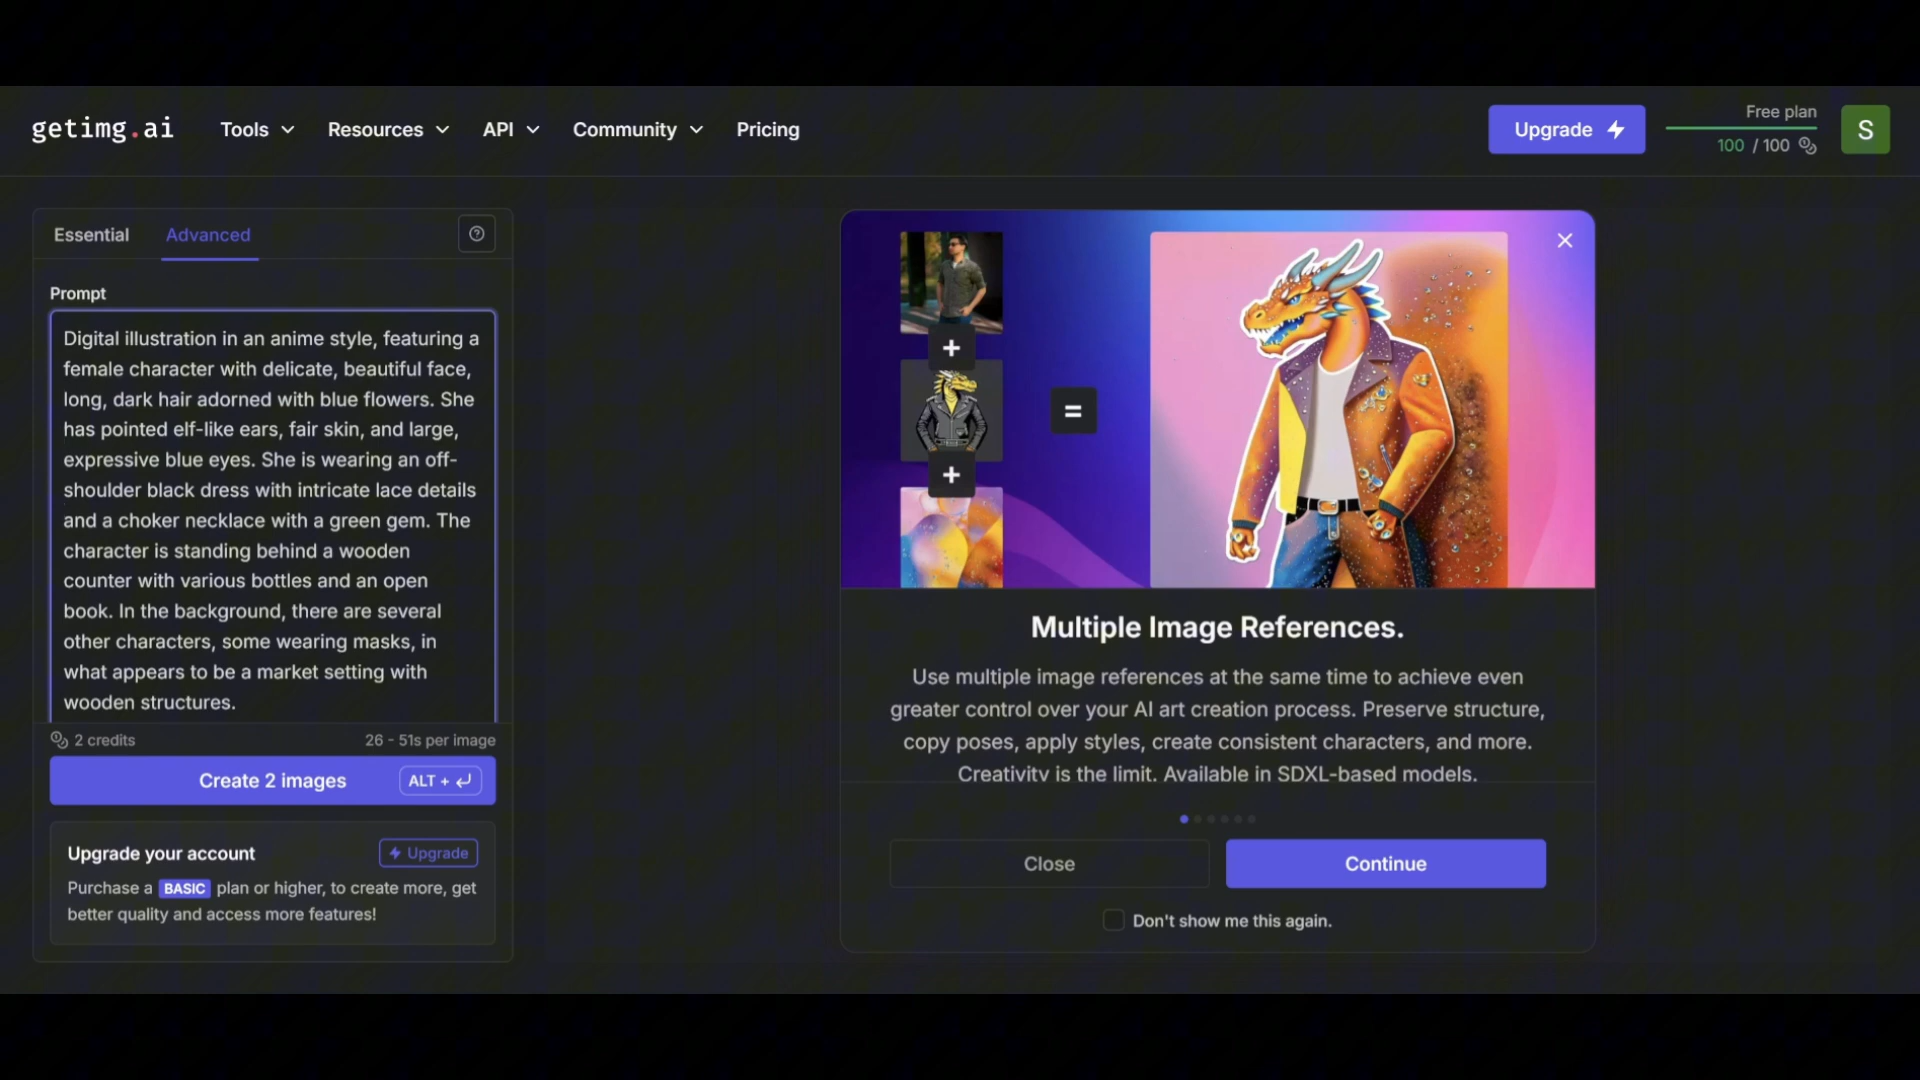 getimg.ai
Tools
Resources
API
Community
Pricing
Upgrade
Free plan
100 / 100
S
Essential
Advanced
Prompt
Digital illustration in an anime style, featuring a
female character with delicate, beautiful face,
long, dark hair adorned with blue flowers. She
has pointed elf-like ears, fair skin, and large,
expressive blue eyes. She is wearing an off-
shoulder black dress with intricate lace details
and a choker necklace with a green gem. The
character is standing behind a wooden
counter with various bottles and an open
book. In the background, there are several
other characters, some wearing masks, in
what appears to be a market setting with
wooden structures.
2 credits
26 - 51s per image
Create 2 images
ALT + ↵
Upgrade your account
Upgrade
Purchase a BASIC plan or higher, to create more, get
better quality and access more features!
+
+
=
Multiple Image References.
Use multiple image references at the same time to achieve even
greater control over your AI art creation process. Preserve structure,
copy poses, apply styles, create consistent characters, and more.
Creativity is the limit. Available in SDXL-based models.
Close
Continue
Don't show me this again.